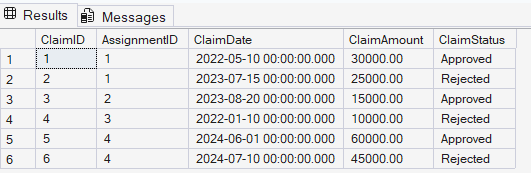 Results Messages
ClaimID AssignmentID ClaimDate ClaimAmount ClaimStatus
1 1 1 2022-05-10 00:00:00.000 30000.00 Approved
2 2 1 2023-07-15 00:00:00.000 25000.00 Rejected
3 3 2 2023-08-20 00:00:00.000 15000.00 Approved
4 4 3 2022-01-10 00:00:00.000 10000.00 Rejected
5 5 4 2024-06-01 00:00:00.000 60000.00 Approved
6 6 4 2024-07-10 00:00:00.000 45000.00 Rejected